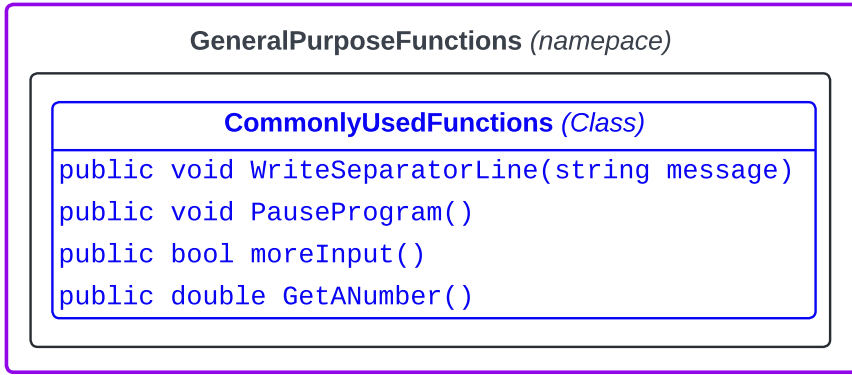 GeneralPurposeFunctions (namepace)
CommonlyUsedFunctions (Class)
public void WriteSeparatorLine(string message)
public void PauseProgram()
public bool moreInput()
public double GetANumber()